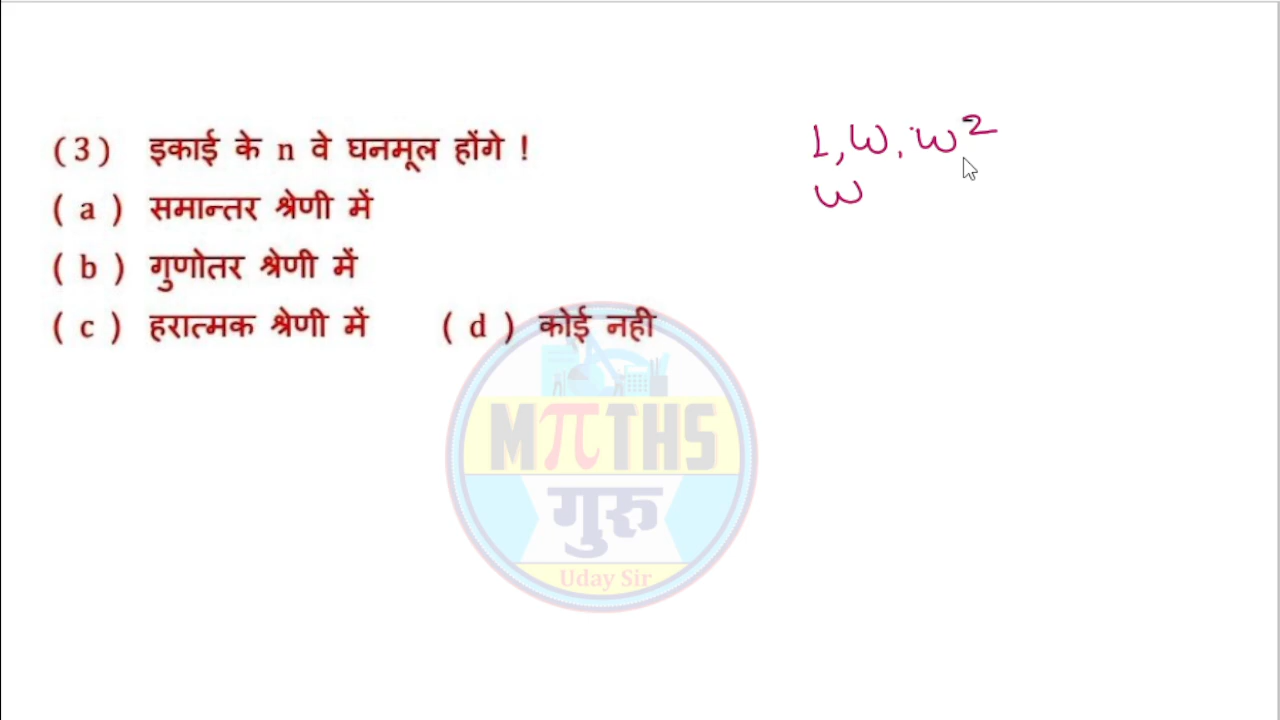 (3) इकाई के n वे घनमूल होंगे !
(a) समान्तर श्रेणी में
(b) गुणोतर श्रेणी में
(c) हरात्मक श्रेणी में (d) कोई नही
1, ω, ω²
ω
MπTHS
गुरु
Uday Sir